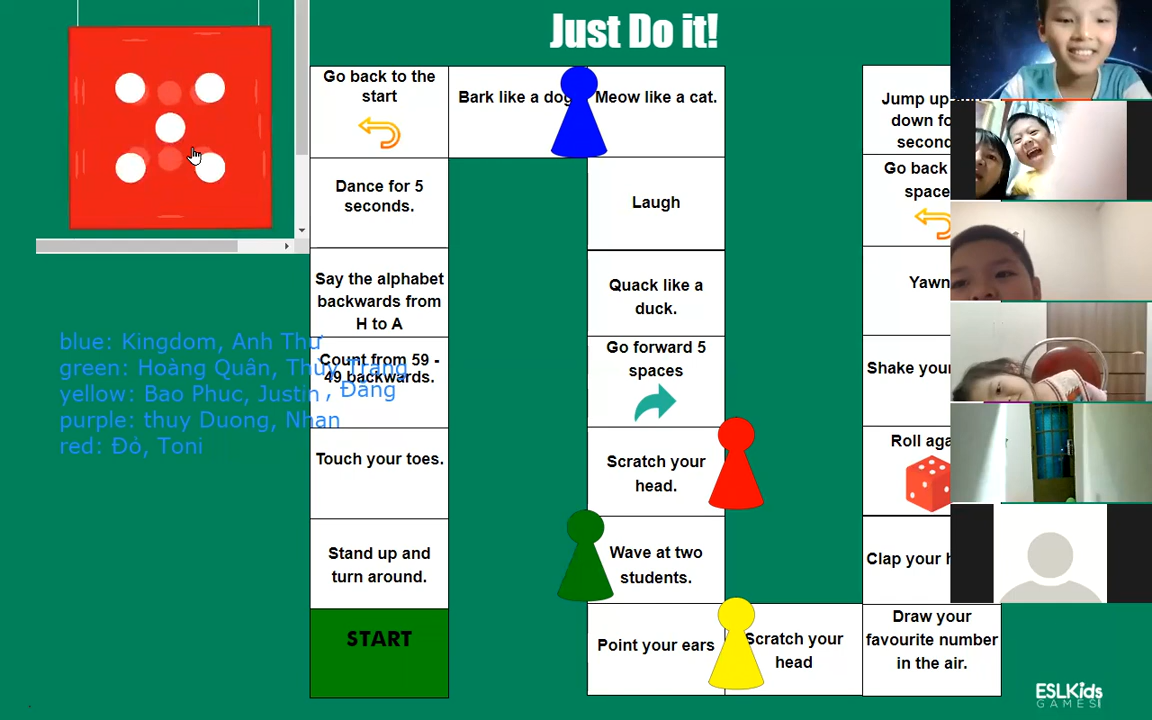 Just Do it!
Go back to the
start
Bark like a dog
Meow like a cat.
Jump up
down fo
second
Dance for 5
seconds.
Laugh
Go back
space
Say the alphabet
backwards from
H to A
Quack like a
duck.
Yawn
blue: Kingdom, Anh Thư
green: Hoàng Quân, Thùy Trang
yellow: Bao Phuc, Justin , Đăng
purple: thuy Duong, Nhan
red: Đỏ, Toni
Count from 59 -
49 backwards.
Go forward 5
spaces
Shake your
Touch your toes.
Scratch your
head.
Roll aga
Stand up and
turn around.
Wave at two
students.
Clap your h
START
Point your ears
Scratch your
head
Draw your
favourite number
in the air.
ESLKids
GAMES